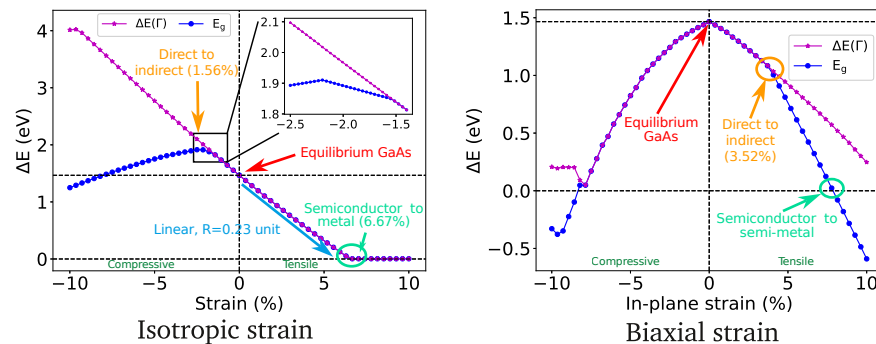 ΔE(Γ) E_g
Direct to
indirect (1.56%)
Equilibrium GaAs
Semiconductor to
metal (6.67%)
Linear, R=0.23 unit
Compressive
Tensile
ΔE (eV)
4
3
2
1
0
2.1
2.0
1.9
1.8
−2.5 −2.0 −1.5
−10 −5 0 5 10
Strain (%)
Isotropic strain
ΔE(Γ)
E_g
Equilibrium
GaAs
Direct to
indirect (3.52%)
Semiconductor to
semi-metal
Compressive
Tensile
ΔE (eV)
1.5
1.0
0.5
0.0
−0.5
−10 −5 0 5 10
In-plane strain (%)
Biaxial strain